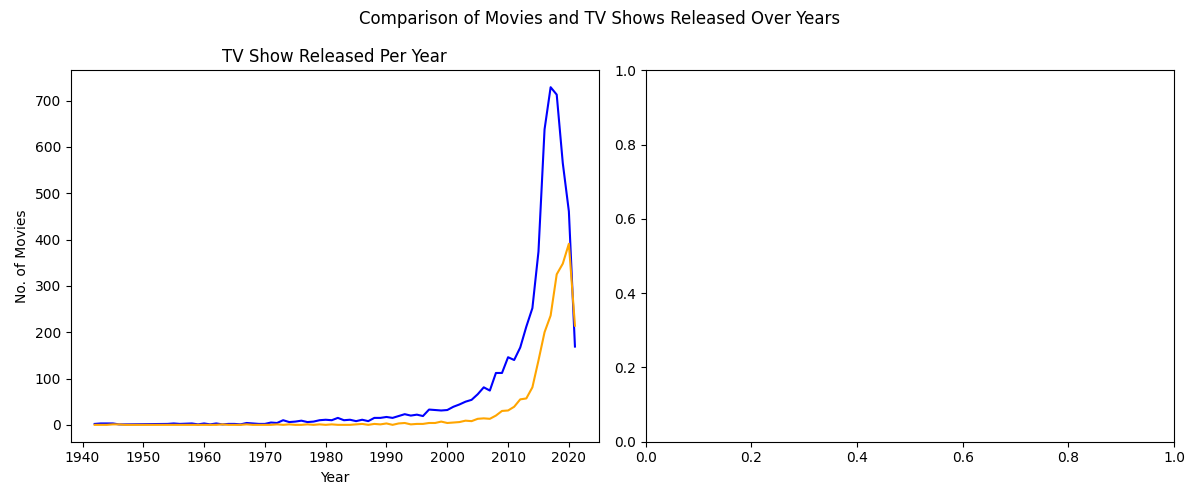 Comparison of Movies and TV Shows Released Over Years
TV Show Released Per Year
No. of Movies
700
600
500
400
300
200
100
0
1940 1950 1960 1970 1980 1990 2000 2010 2020
Year
1.0
0.8
0.6
0.4
0.2
0.0
0.0 0.2 0.4 0.6 0.8 1.0